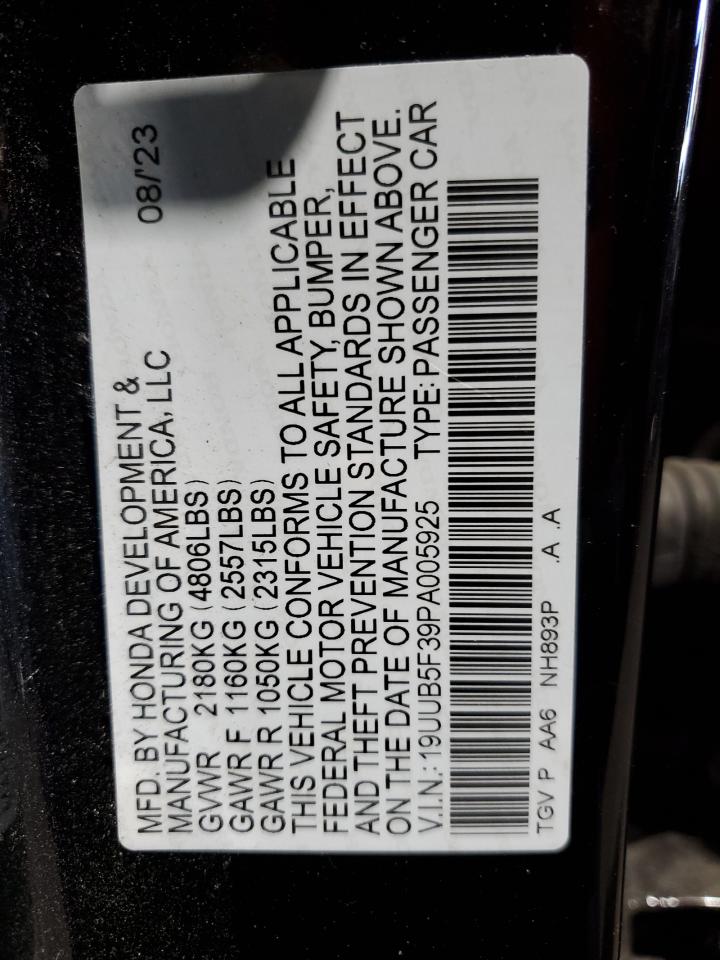 MFD. BY HONDA DEVELOPMENT &
MANUFACTURING OF AMERICA, LLC 08/'23
GVWR 2180KG (4806LBS)
GAWR F 1160KG (2557LBS)
GAWR R 1050KG (2315LBS)
THIS VEHICLE CONFORMS TO ALL APPLICABLE
FEDERAL MOTOR VEHICLE SAFETY, BUMPER,
AND THEFT PREVENTION STANDARDS IN EFFECT
ON THE DATE OF MANUFACTURE SHOWN ABOVE.
V.I.N.: 19UUB5F39PA005925 TYPE: PASSENGER CAR
TGV P AA6 NH893P .A .A